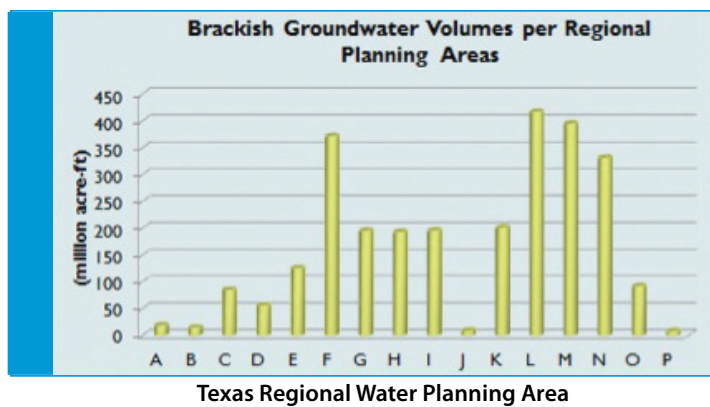 Brackish Groundwater Volumes per Regional
Planning Areas
(million acre-ft)
450
400
350
300
250
200
150
100
50
0
A B C D E F G H I J K L M N O P
Texas Regional Water Planning Area